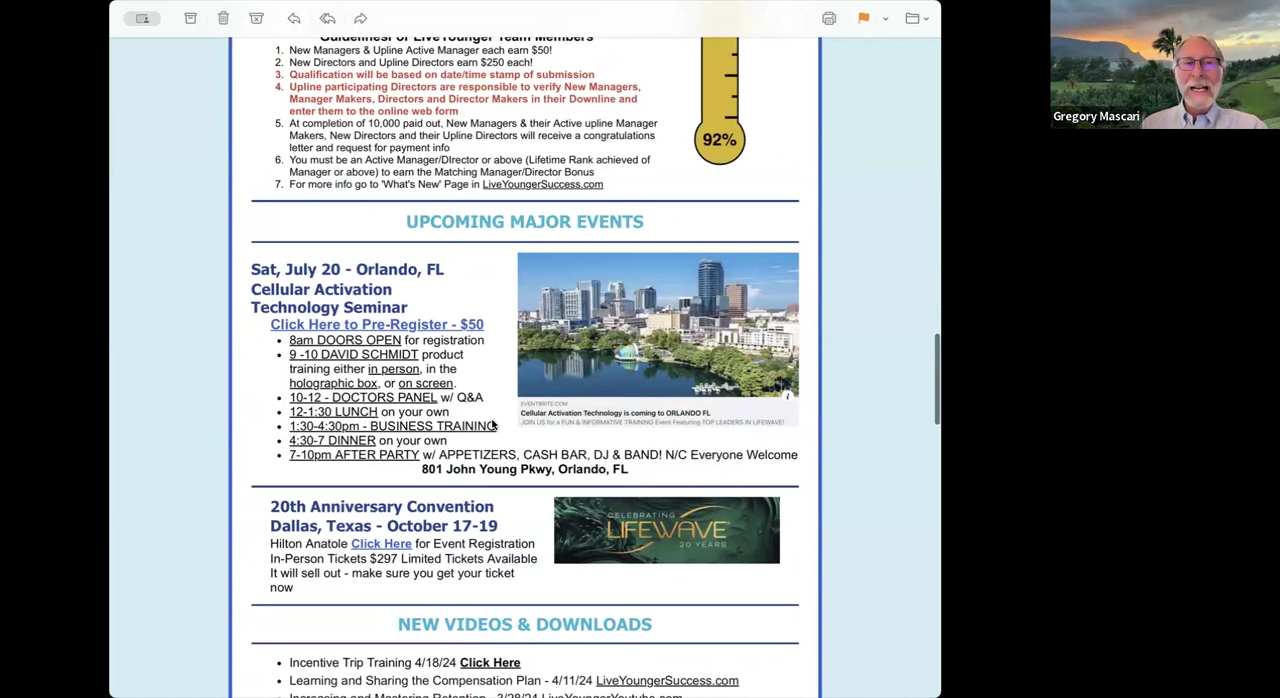 Guidelines for LiveYounger Team Members
1. New Managers & Upline Active Manager each earn $50!
2. New Directors and Upline Directors earn $250 each!
3. Qualification will be based on date/time stamp of submission
4. Upline participating Directors are responsible to verify New Managers,
Manager Makers, Directors and Director Makers in their Downline and
enter them to the online web form
5. At completion of 10,000 paid out, New Managers & their Active upline Manager
Makers, New Directors and their Upline Directors will receive a congratulations
letter and request for payment info
6. You must be an Active Manager/DIrector or above (Lifetime Rank achieved of
Manager or above) to earn the Matching Manager/Director Bonus
7. For more info go to 'What's New' Page in LiveYoungerSuccess.com
92%
Gregory Mascari
UPCOMING MAJOR EVENTS
Sat, July 20 - Orlando, FL
Cellular Activation
Technology Seminar
Click Here to Pre-Register - $50
• 8am DOORS OPEN for registration
• 9 -10 DAVID SCHMIDT product
training either in person, in the
holographic box, or on screen.
• 10-12 - DOCTORS PANEL w/ Q&A
• 12-1:30 LUNCH on your own
• 1:30-4:30pm - BUSINESS TRAINING
• 4:30-7 DINNER on your own
• 7-10pm AFTER PARTY w/ APPETIZERS, CASH BAR, DJ & BAND! N/C Everyone Welcome
801 John Young Pkwy, Orlando, FL
EVENTBRITE.COM
Cellular Activation Technology is coming to ORLANDO FL
JOIN US for a FUN & INFORMATIVE TRAINING Event Featuring TOP LEADERS IN LIFEWAVE!
20th Anniversary Convention
Dallas, Texas - October 17-19
Hilton Anatole Click Here for Event Registration
In-Person Tickets $297 Limited Tickets Available
It will sell out - make sure you get your ticket
now
CELEBRATING
LIFEWAVE
20 YEARS
NEW VIDEOS & DOWNLOADS
• Incentive Trip Training 4/18/24 Click Here
• Learning and Sharing the Compensation Plan - 4/11/24 LiveYoungerSuccess.com
• Increasing and Mastering Retention - 3/28/24 LiveYoungerYoutube.com